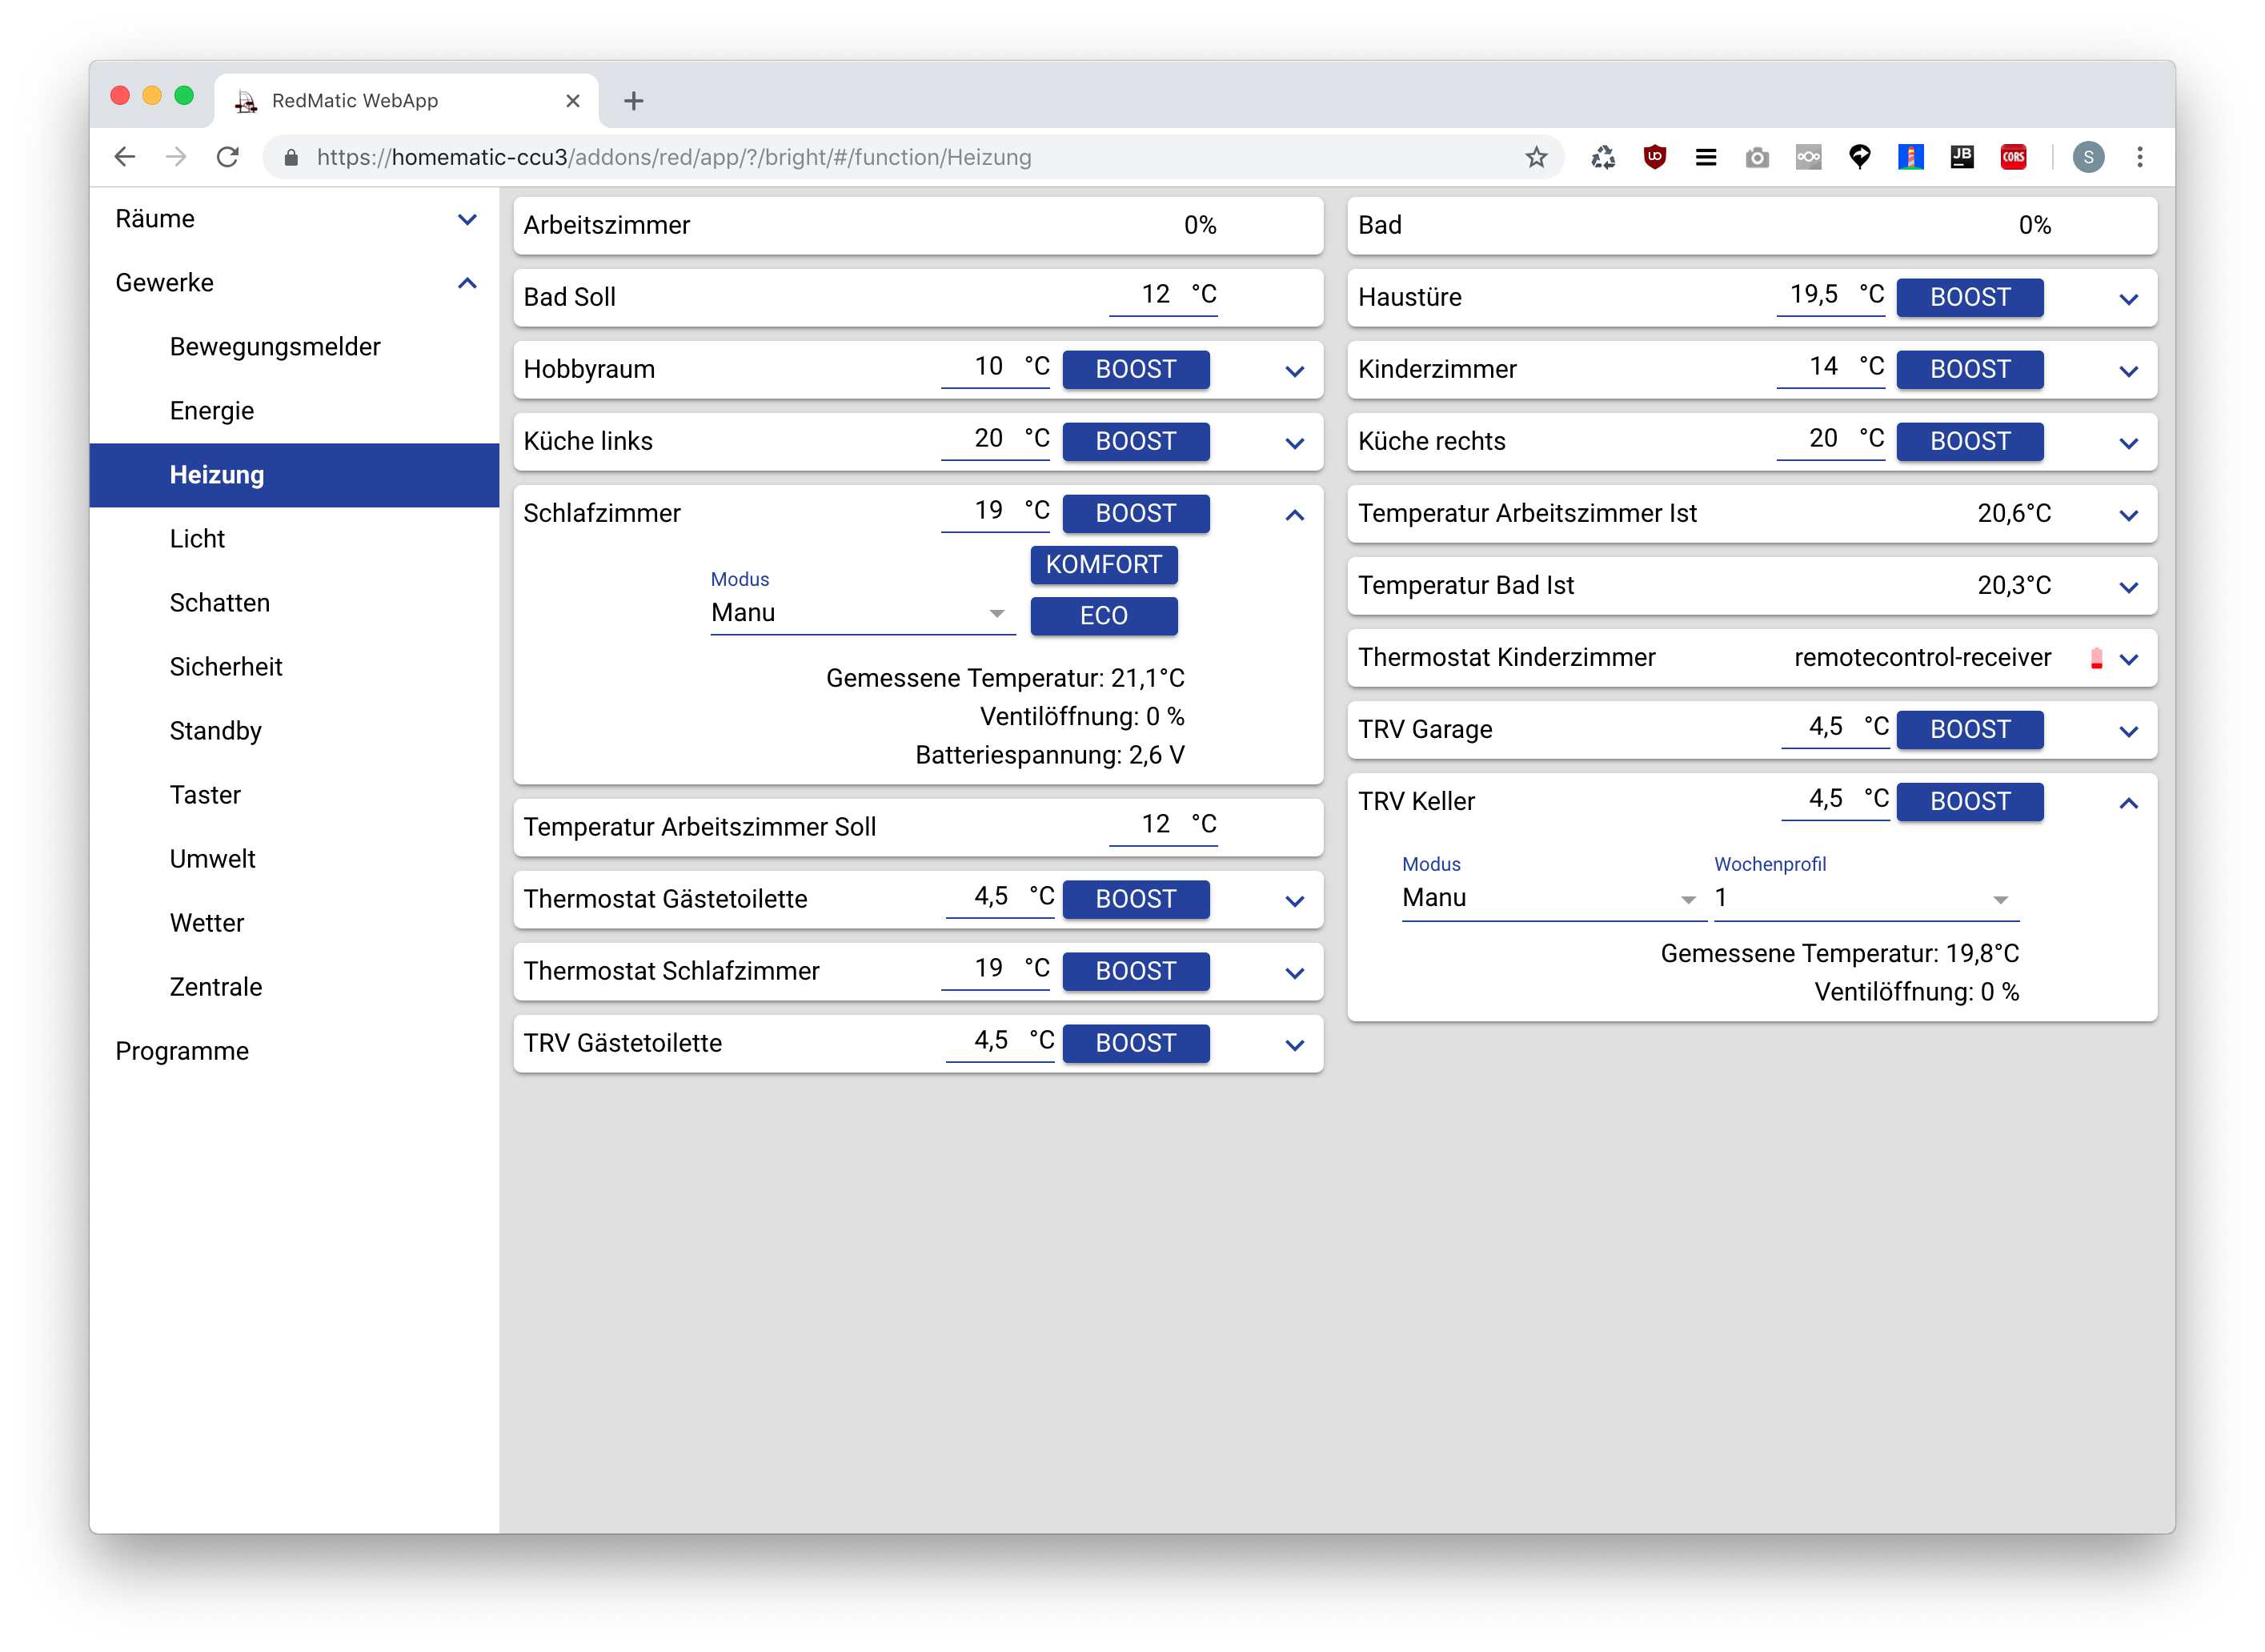 RedMatic WebApp
https://homematic-ccu3/addons/red/app/?/bright/#/function/Heizung
JB
CORS
S
Räume
Gewerke
Bewegungsmelder
Energie
Heizung
Licht
Schatten
Sicherheit
Standby
Taster
Umwelt
Wetter
Zentrale
Programme
Arbeitszimmer 0%
Bad Soll 12 °C
Hobbyraum 10 °C BOOST
Küche links 20 °C BOOST
Schlafzimmer 19 °C BOOST
KOMFORT
Modus
Manu
ECO
Gemessene Temperatur: 21,1°C
Ventilöffnung: 0 %
Batteriespannung: 2,6 V
Temperatur Arbeitszimmer Soll 12 °C
Thermostat Gästetoilette 4,5 °C BOOST
Thermostat Schlafzimmer 19 °C BOOST
TRV Gästetoilette 4,5 °C BOOST
Bad 0%
Haustüre 19,5 °C BOOST
Kinderzimmer 14 °C BOOST
Küche rechts 20 °C BOOST
Temperatur Arbeitszimmer Ist 20,6°C
Temperatur Bad Ist 20,3°C
Thermostat Kinderzimmer remotecontrol-receiver
TRV Garage 4,5 °C BOOST
TRV Keller 4,5 °C BOOST
Modus Wochenprofil
Manu 1
Gemessene Temperatur: 19,8°C
Ventilöffnung: 0 %